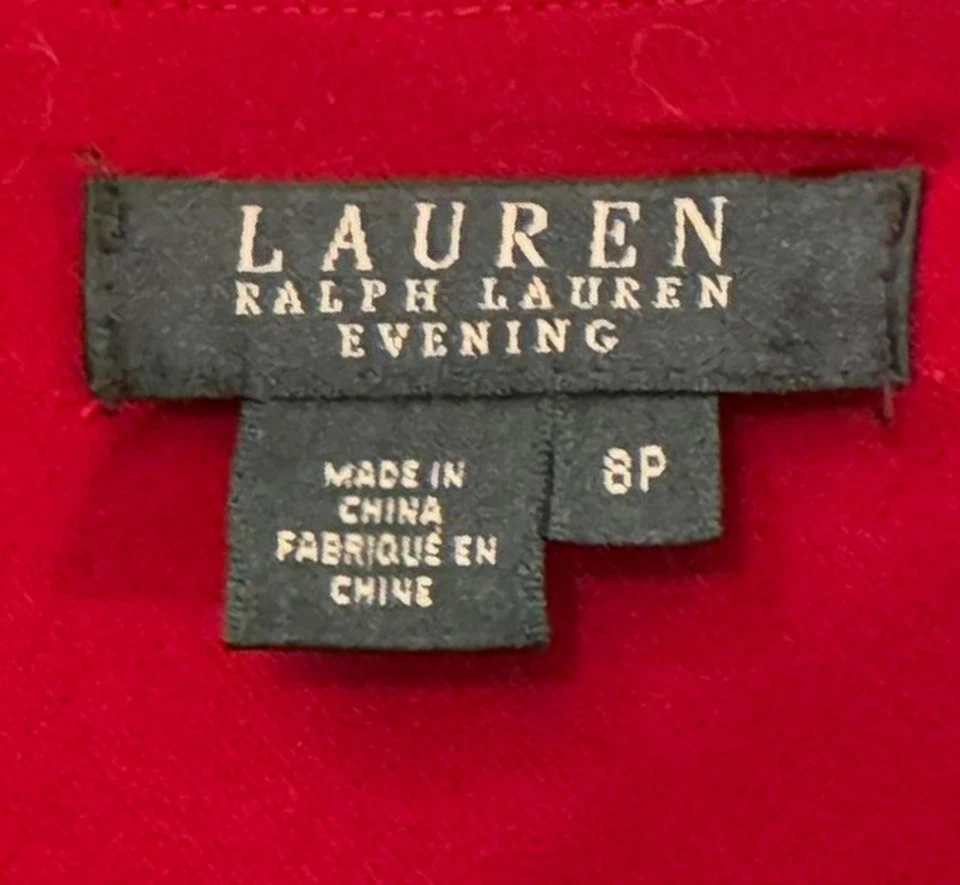 LAUREN
RALPH LAUREN
EVENING
MADE IN
CHINA
FABRIQUÉ EN
CHINE
8P